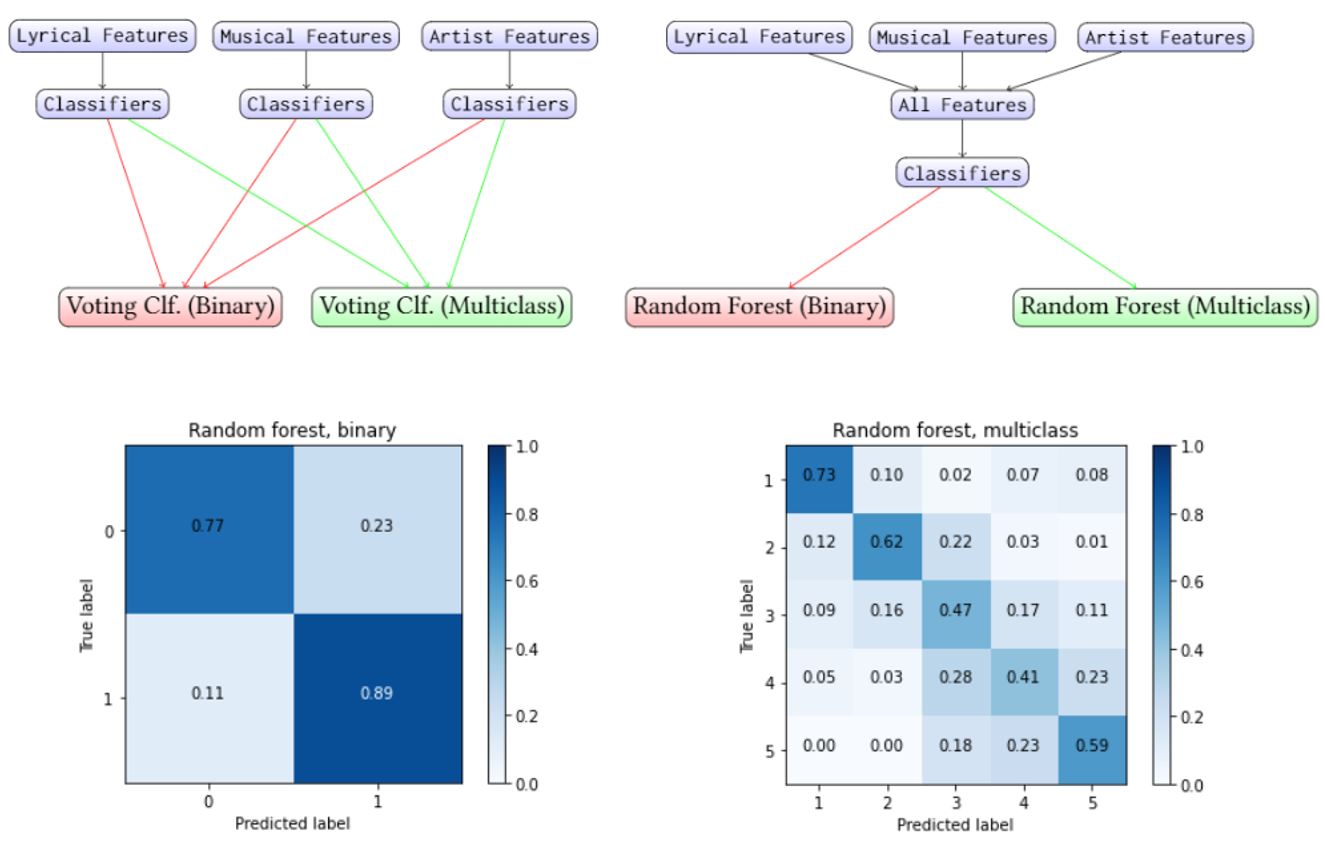 Lyrical Features
Musical Features
Artist Features
Classifiers
Classifiers
Classifiers
Voting Clf. (Binary)
Voting Clf. (Multiclass)
Lyrical Features
Musical Features
Artist Features
All Features
Classifiers
Random Forest (Binary)
Random Forest (Multiclass)
Random forest, binary
True label
0
0.77 0.23
1
0.11 0.89
0 1
Predicted label
1.0
0.8
0.6
0.4
0.2
0.0
Random forest, multiclass
True label
1 0.73 0.10 0.02 0.07 0.08
2 0.12 0.62 0.22 0.03 0.01
3 0.09 0.16 0.47 0.17 0.11
4 0.05 0.03 0.28 0.41 0.23
5 0.00 0.00 0.18 0.23 0.59
1 2 3 4 5
Predicted label
1.0
0.8
0.6
0.4
0.2
0.0